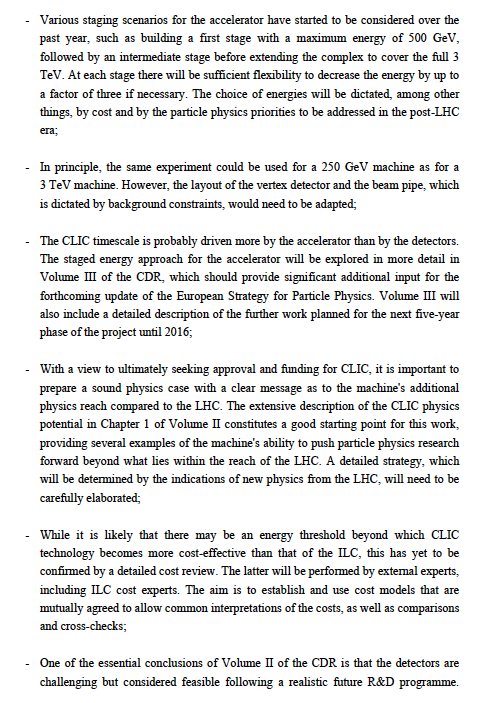 - Various staging scenarios for the accelerator have started to be considered over the
past year, such as building a first stage with a maximum energy of 500 GeV,
followed by an intermediate stage before extending the complex to cover the full 3
TeV. At each stage there will be sufficient flexibility to decrease the energy by up to
a factor of three if necessary. The choice of energies will be dictated, among other
things, by cost and by the particle physics priorities to be addressed in the post-LHC
era;
- In principle, the same experiment could be used for a 250 GeV machine as for a
3 TeV machine. However, the layout of the vertex detector and the beam pipe, which
is dictated by background constraints, would need to be adapted;
- The CLIC timescale is probably driven more by the accelerator than by the detectors.
The staged energy approach for the accelerator will be explored in more detail in
Volume III of the CDR, which should provide significant additional input for the
forthcoming update of the European Strategy for Particle Physics. Volume III will
also include a detailed description of the further work planned for the next five-year
phase of the project until 2016;
- With a view to ultimately seeking approval and funding for CLIC, it is important to
prepare a sound physics case with a clear message as to the machine's additional
physics reach compared to the LHC. The extensive description of the CLIC physics
potential in Chapter 1 of Volume II constitutes a good starting point for this work,
providing several examples of the machine's ability to push particle physics research
forward beyond what lies within the reach of the LHC. A detailed strategy, which
will be determined by the indications of new physics from the LHC, will need to be
carefully elaborated;
- While it is likely that there may be an energy threshold beyond which CLIC
technology becomes more cost-effective than that of the ILC, this has yet to be
confirmed by a detailed cost review. The latter will be performed by external experts,
including ILC cost experts. The aim is to establish and use cost models that are
mutually agreed to allow common interpretations of the costs, as well as comparisons
and cross-checks;
- One of the essential conclusions of Volume II of the CDR is that the detectors are
challenging but considered feasible following a realistic future R&D programme.